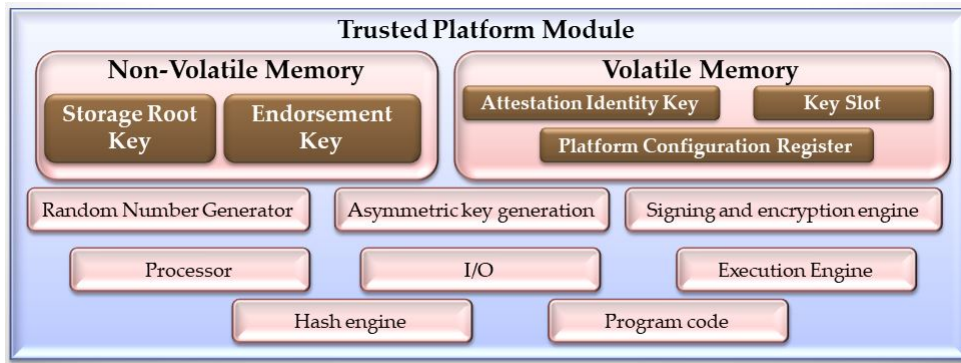 Trusted Platform Module
Non-Volatile Memory
Storage Root
Key
Endorsement
Key
Volatile Memory
Attestation Identity Key
Key Slot
Platform Configuration Register
Random Number Generator
Asymmetric key generation
Signing and encryption engine
Processor
I/O
Execution Engine
Hash engine
Program code